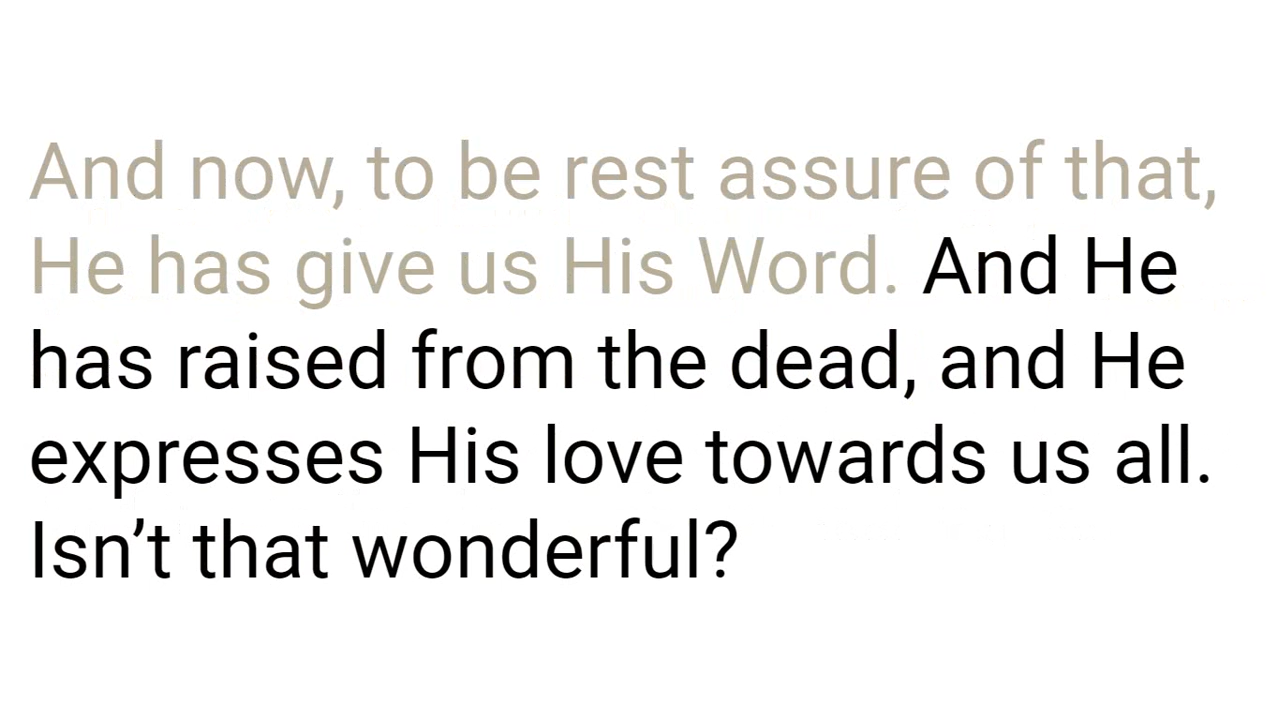 And now, to be rest assure of that,
He has give us His Word. And He
has raised from the dead, and He
expresses His love towards us all.
Isn’t that wonderful?